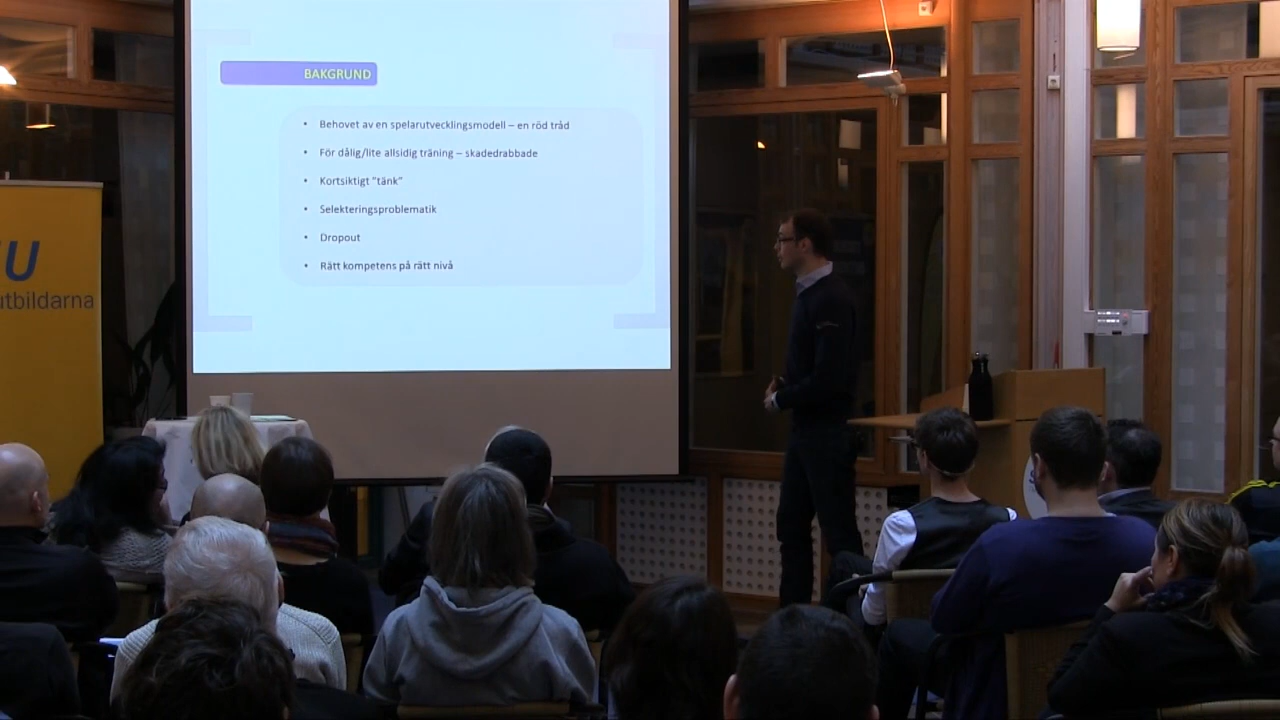 BAKGRUND
• Behovet av en spelarutvecklingsmodell – en röd tråd
• För dålig/lite allsidig träning – skadedrabbade
• Kortsiktigt "tänk"
• Selekteringsproblematik
• Dropout
• Rätt kompetens på rätt nivå
U
utbildarna